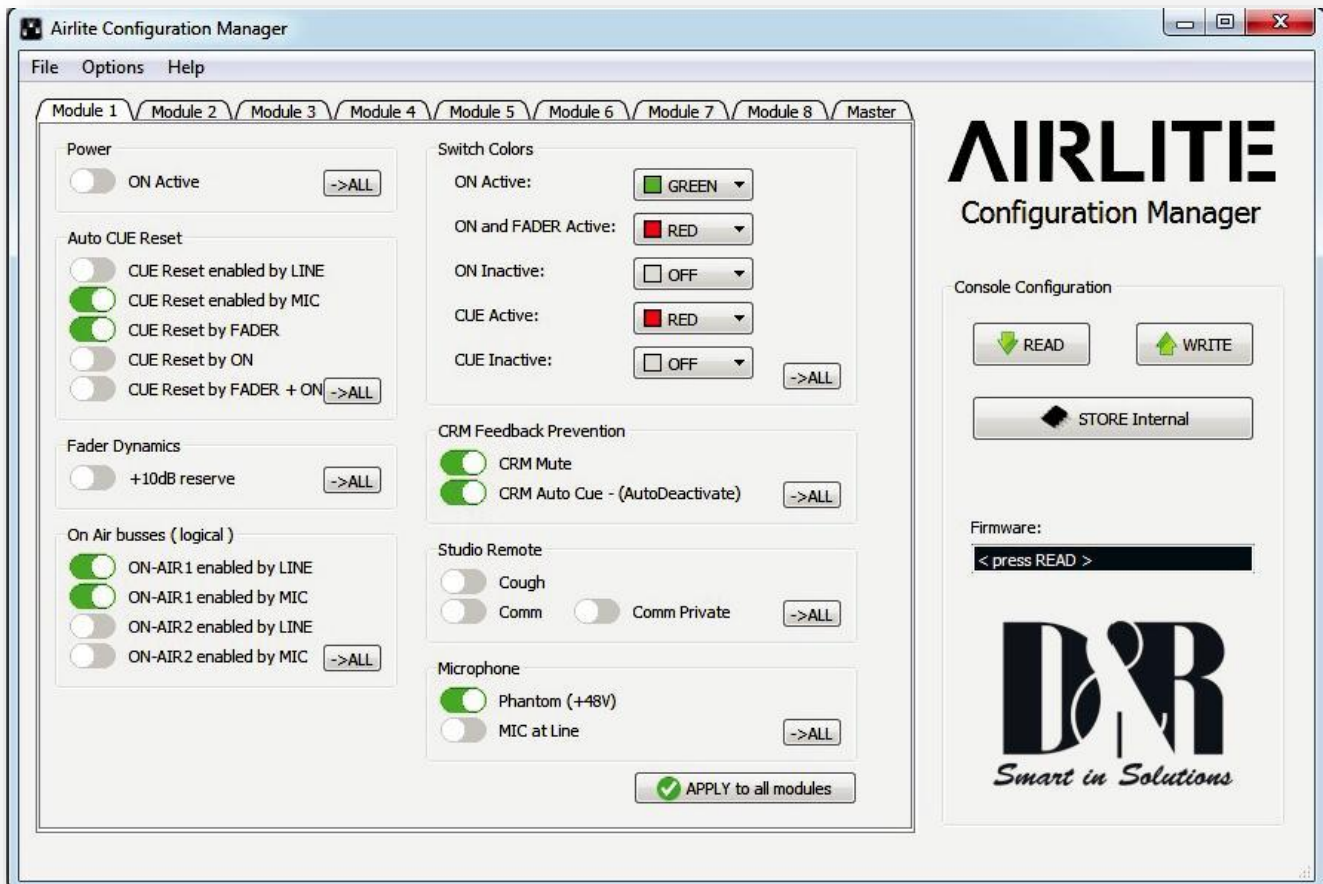 Airlite Configuration Manager
File Options Help
Module 1 Module 2 Module 3 Module 4 Module 5 Module 6 Module 7 Module 8 Master
Power
ON Active ->ALL
Auto CUE Reset
CUE Reset enabled by LINE
CUE Reset enabled by MIC
CUE Reset by FADER
CUE Reset by ON
CUE Reset by FADER + ON ->ALL
Fader Dynamics
+10dB reserve ->ALL
On Air busses ( logical )
ON-AIR1 enabled by LINE
ON-AIR1 enabled by MIC
ON-AIR2 enabled by LINE
ON-AIR2 enabled by MIC ->ALL
Switch Colors
ON Active: GREEN
ON and FADER Active: RED
ON Inactive: OFF
CUE Active: RED
CUE Inactive: OFF
->ALL
CRM Feedback Prevention
CRM Mute
CRM Auto Cue - (AutoDeactivate) ->ALL
Studio Remote
Cough
Comm Comm Private ->ALL
Microphone
Phantom (+48V)
MIC at Line ->ALL
APPLY to all modules
AIRLITE
Configuration Manager
Console Configuration
READ WRITE
STORE Internal
Firmware:
< press READ >
D&R
Smart in Solutions